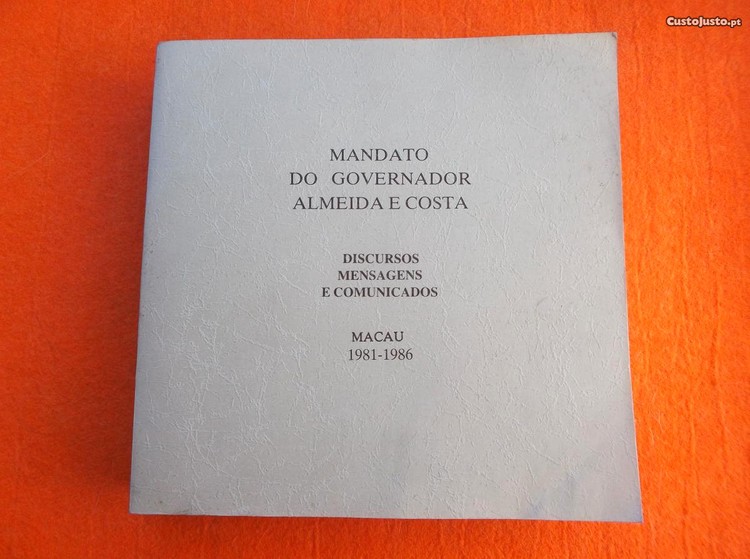 CustoJusto.pt
MANDATO
DO GOVERNADOR
ALMEIDA E COSTA
DISCURSOS
MENSAGENS
E COMUNICADOS
MACAU
1981-1986